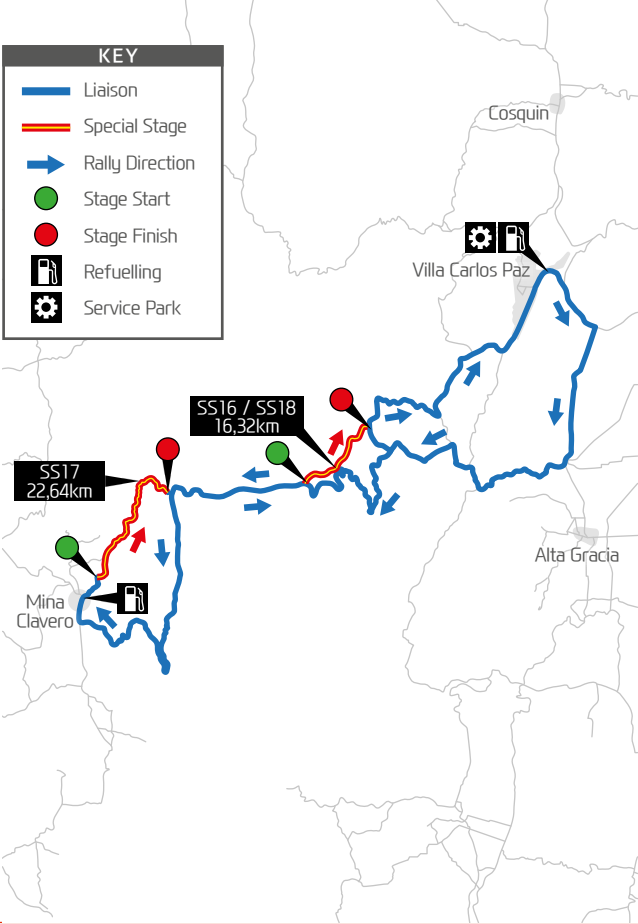 KEY
Liaison
Special Stage
Rally Direction
Stage Start
Stage Finish
Refuelling
Service Park
Cosquin
Villa Carlos Paz
SS16 / SS18
16,32km
SS17
22,64km
Alta Gracia
Mina
Clavero